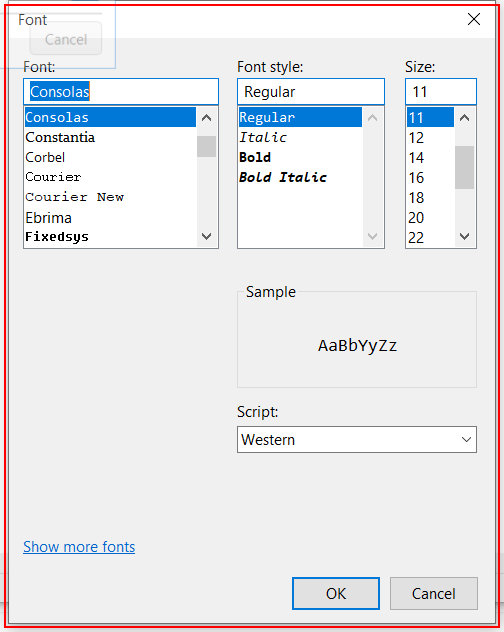 Font
Cancel
Font:
Font style:
Size:
Consolas
Regular
11
Consolas
Constantia
Corbel
Courier
Courier New
Ebrima
Fixedsys
Regular
Italic
Bold
Bold Italic
11
12
14
16
18
20
22
Sample
AaBbYyZz
Script:
Western
Show more fonts
OK
Cancel